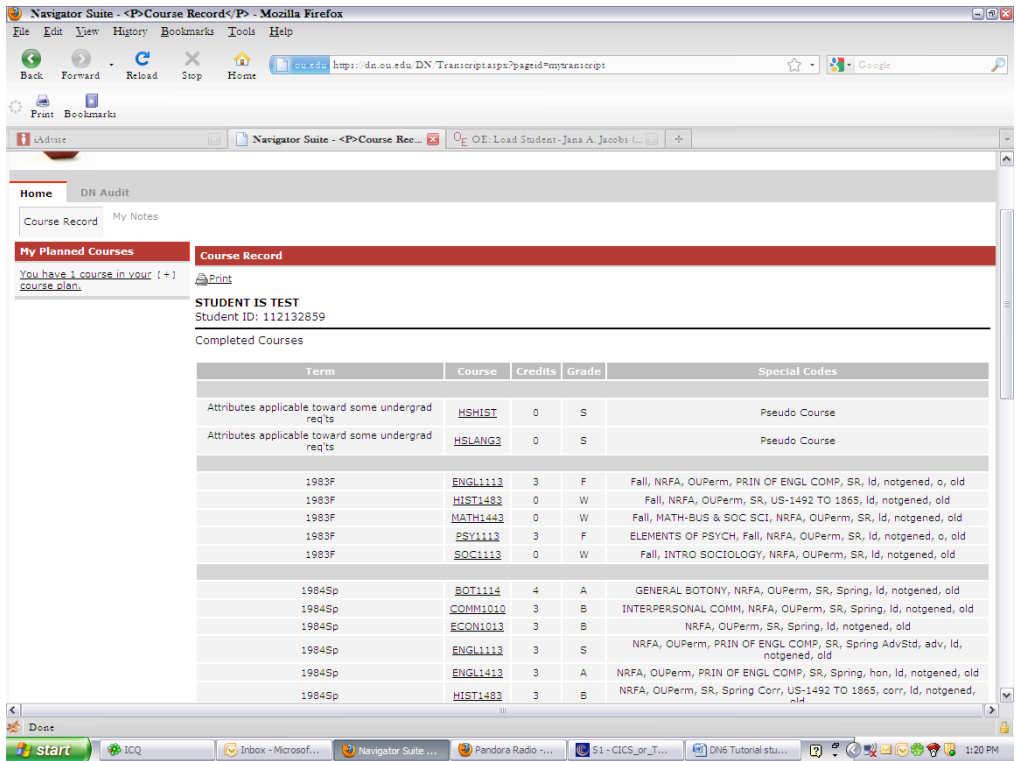 Navigator Suite - <P>Course Record</P> - Mozilla Firefox
File Edit View History Bookmarks Tools Help
Back Forward Reload Stop Home ou.edu https://dn.ou.edu/DN/Transcript.aspx?pageid=mytranscript Google
Print Bookmarks
iAdvise Navigator Suite - <P>Course Rec... OE: Load Student - Jana A. Jacobs (...
Home DN Audit
Course Record My Notes
My Planned Courses
You have 1 course in your [+]
course plan.
Course Record
Print
STUDENT IS TEST
Student ID: 112132859
Completed Courses
Term Course Credits Grade Special Codes
Attributes applicable toward some undergrad
req'ts HSHIST 0 S Pseudo Course
Attributes applicable toward some undergrad
req'ts HSLANG3 0 S Pseudo Course
1983F ENGL1113 3 F Fall, NRFA, OUPerm, PRIN OF ENGL COMP, SR, ld, notgened, o, old
1983F HIST1483 0 W Fall, NRFA, OUPerm, SR, US-1492 TO 1865, ld, notgened, old
1983F MATH1443 0 W Fall, MATH-BUS & SOC SCI, NRFA, OUPerm, SR, ld, notgened, old
1983F PSY1113 3 F ELEMENTS OF PSYCH, Fall, NRFA, OUPerm, SR, ld, notgened, o, old
1983F SOC1113 0 W Fall, INTRO SOCIOLOGY, NRFA, OUPerm, SR, ld, notgened, old
1984Sp BOT1114 4 A GENERAL BOTONY, NRFA, OUPerm, SR, Spring, ld, notgened, old
1984Sp COMM1010 3 B INTERPERSONAL COMM, NRFA, OUPerm, SR, Spring, ld, notgened, old
1984Sp ECON1013 3 B NRFA, OUPerm, SR, Spring, ld, notgened, old
1984Sp ENGL1113 3 S NRFA, OUPerm, PRIN OF ENGL COMP, SR, Spring AdvStd, adv, ld,
notgened, old
1984Sp ENGL1413 3 A NRFA, OUPerm, PRIN OF ENGL COMP, SR, Spring, hon, ld, notgened, old
1984Sp HIST1483 3 B NRFA, OUPerm, SR, Spring Corr, US-1492 TO 1865, corr, ld, notgened,
old
Done
start ICQ Inbox - Microsof... Navigator Suite ... Pandora Radio -... S1 - CICS_or_T... DN6 Tutorial stu... 1:20 PM